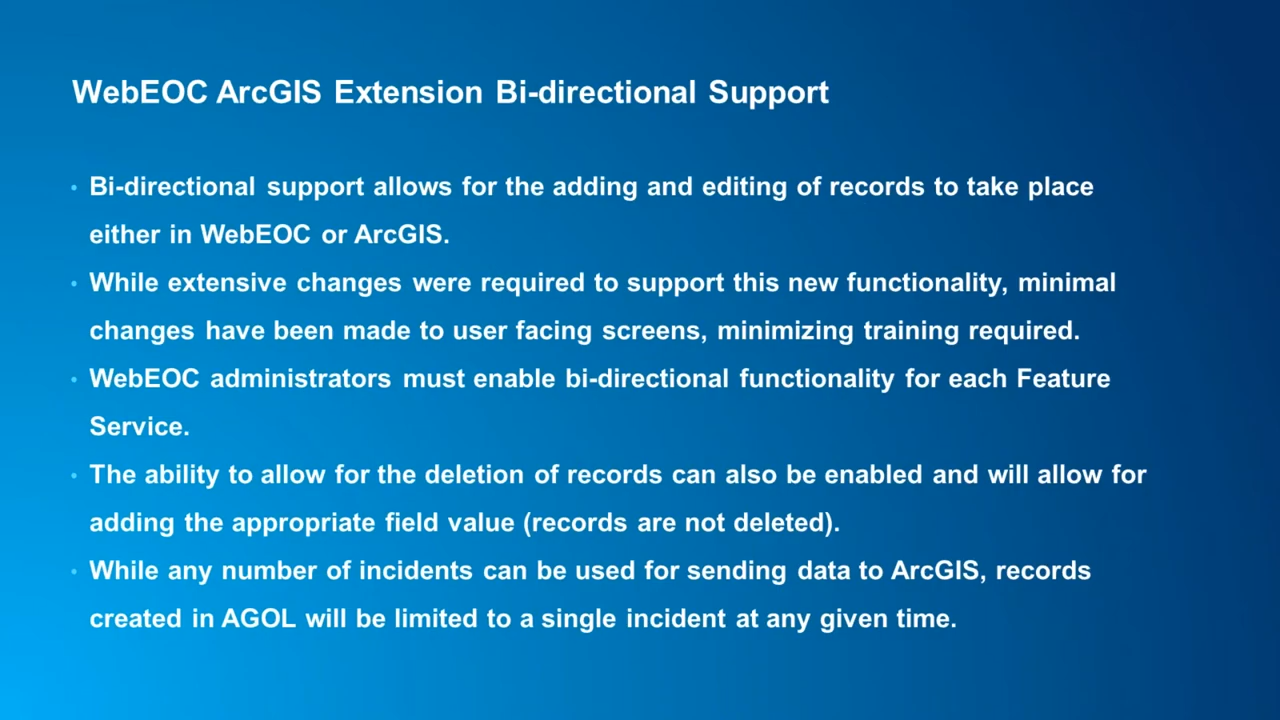 WebEOC ArcGIS Extension Bi-directional Support
• Bi-directional support allows for the adding and editing of records to take place
either in WebEOC or ArcGIS.
• While extensive changes were required to support this new functionality, minimal
changes have been made to user facing screens, minimizing training required.
• WebEOC administrators must enable bi-directional functionality for each Feature
Service.
• The ability to allow for the deletion of records can also be enabled and will allow for
adding the appropriate field value (records are not deleted).
• While any number of incidents can be used for sending data to ArcGIS, records
created in AGOL will be limited to a single incident at any given time.